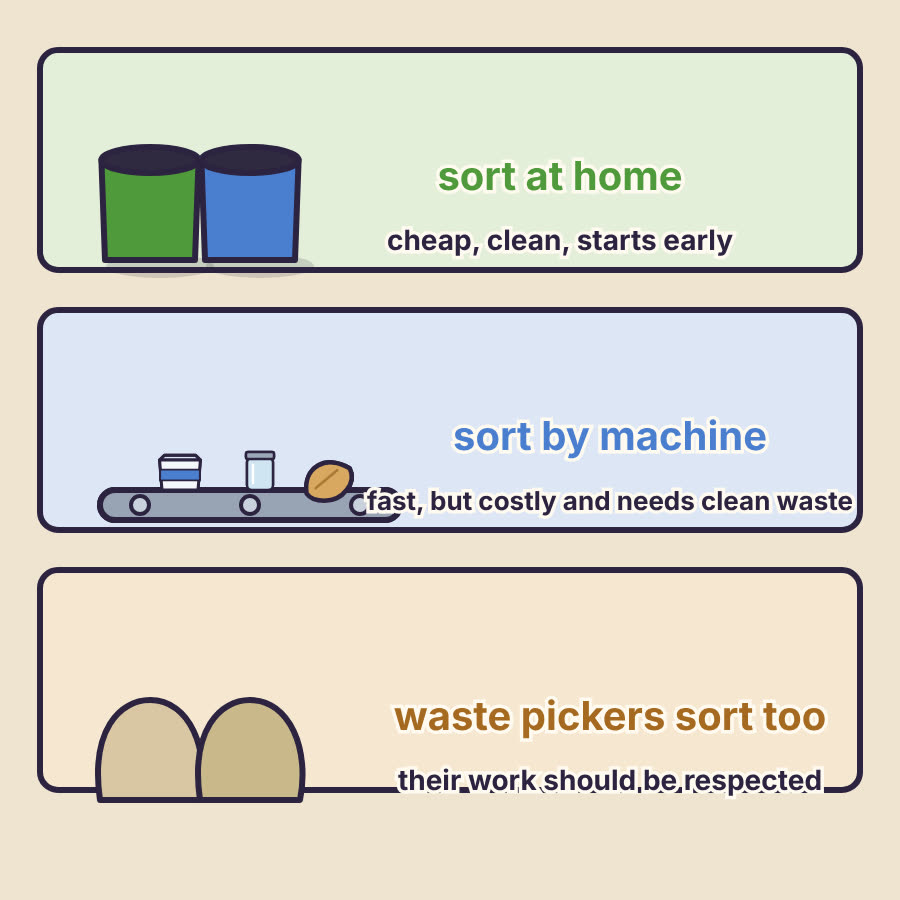 sort at home
cheap, clean, starts early
sort by machine
fast, but costly and needs clean waste
waste pickers sort too
their work should be respected